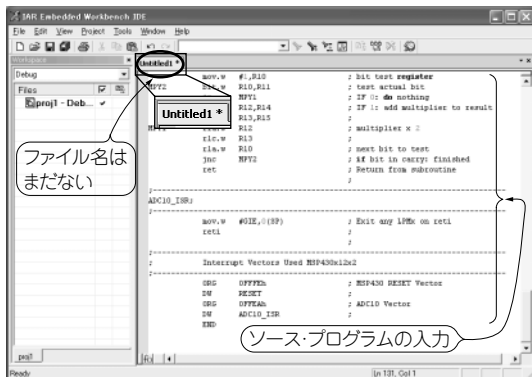 IAR Embedded Workbench IDE
File Edit View Project Tools Window Help
Workspace
Debug
Files
proj1 - Deb...
proj1
Untitled1 *
Untitled1 *
ファイル名は
まだない
mov.w #1,R10 ; bit test register
MPY2 R10,R11 ; test actual bit
MPY1 ; IF 0: do nothing
R12,R14 ; IF 1: add multiplier to result
R13,R15 ;
R12 ; multiplier x 2
rlc.w R13 ;
rla.w R10 ; next bit to test
jnc MPY2 ; if bit in carry: finished
ret ; Return from subroutine
;
;
ADC10_ISR;
;
mov.w #GIE,0(SP) ; Exit any LPMx on reti
reti ;
; ;
;
; Interrupt Vectors Used MSP430x12x2
;
ORG 0FFFEh ; MSP430 RESET Vector
DW RESET ;
ORG 0FFEAh ; ADC10 Vector
DW ADC10_ISR ;
END
ソース・プログラムの入力
Ready
Ln 131, Col 1